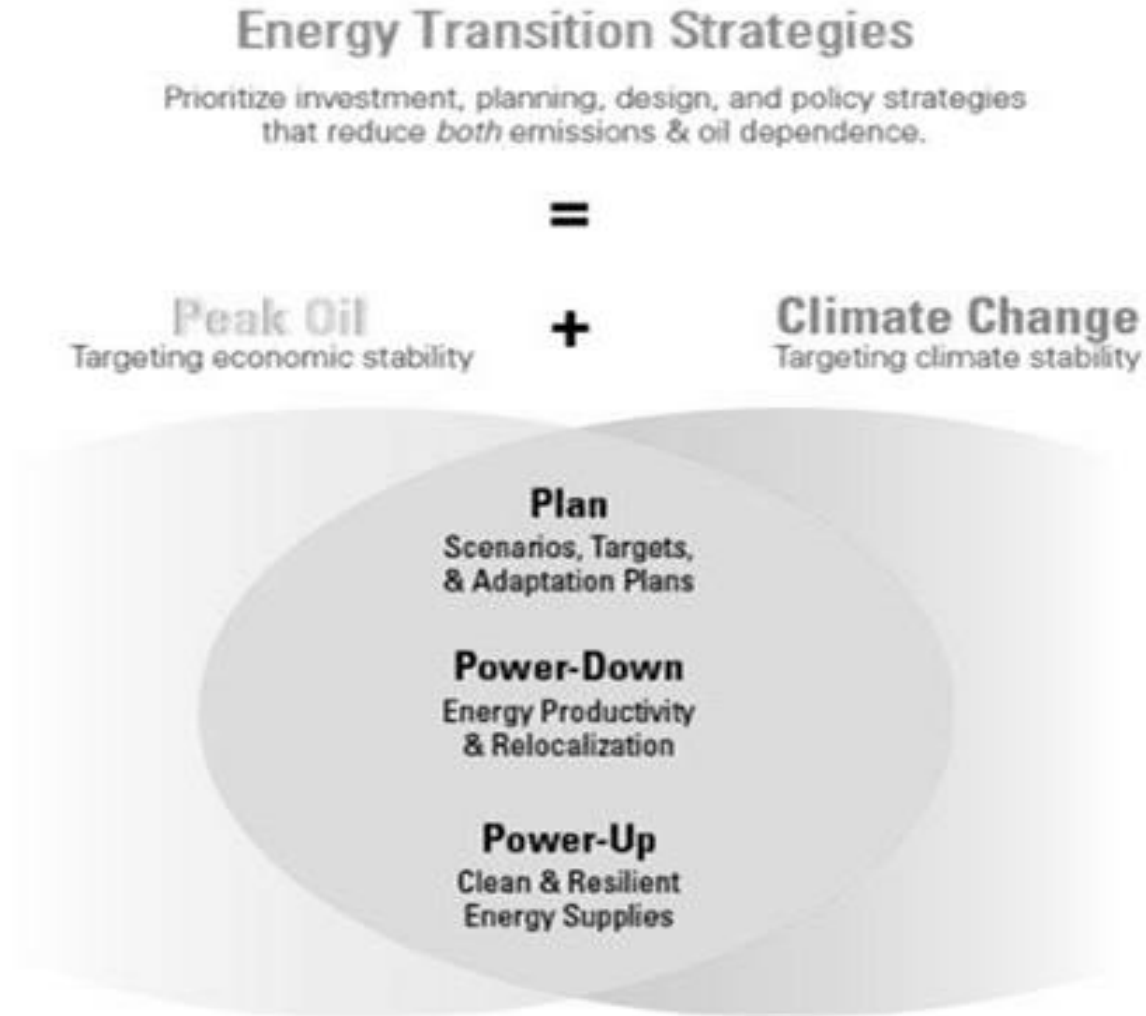 Energy Transition Strategies
Prioritize investment, planning, design, and policy strategies
that reduce both emissions & oil dependence.
=
Peak Oil
Targeting economic stability
+
Climate Change
Targeting climate stability
Plan
Scenarios, Targets,
& Adaptation Plans
Power-Down
Energy Productivity
& Relocalization
Power-Up
Clean & Resilient
Energy Supplies